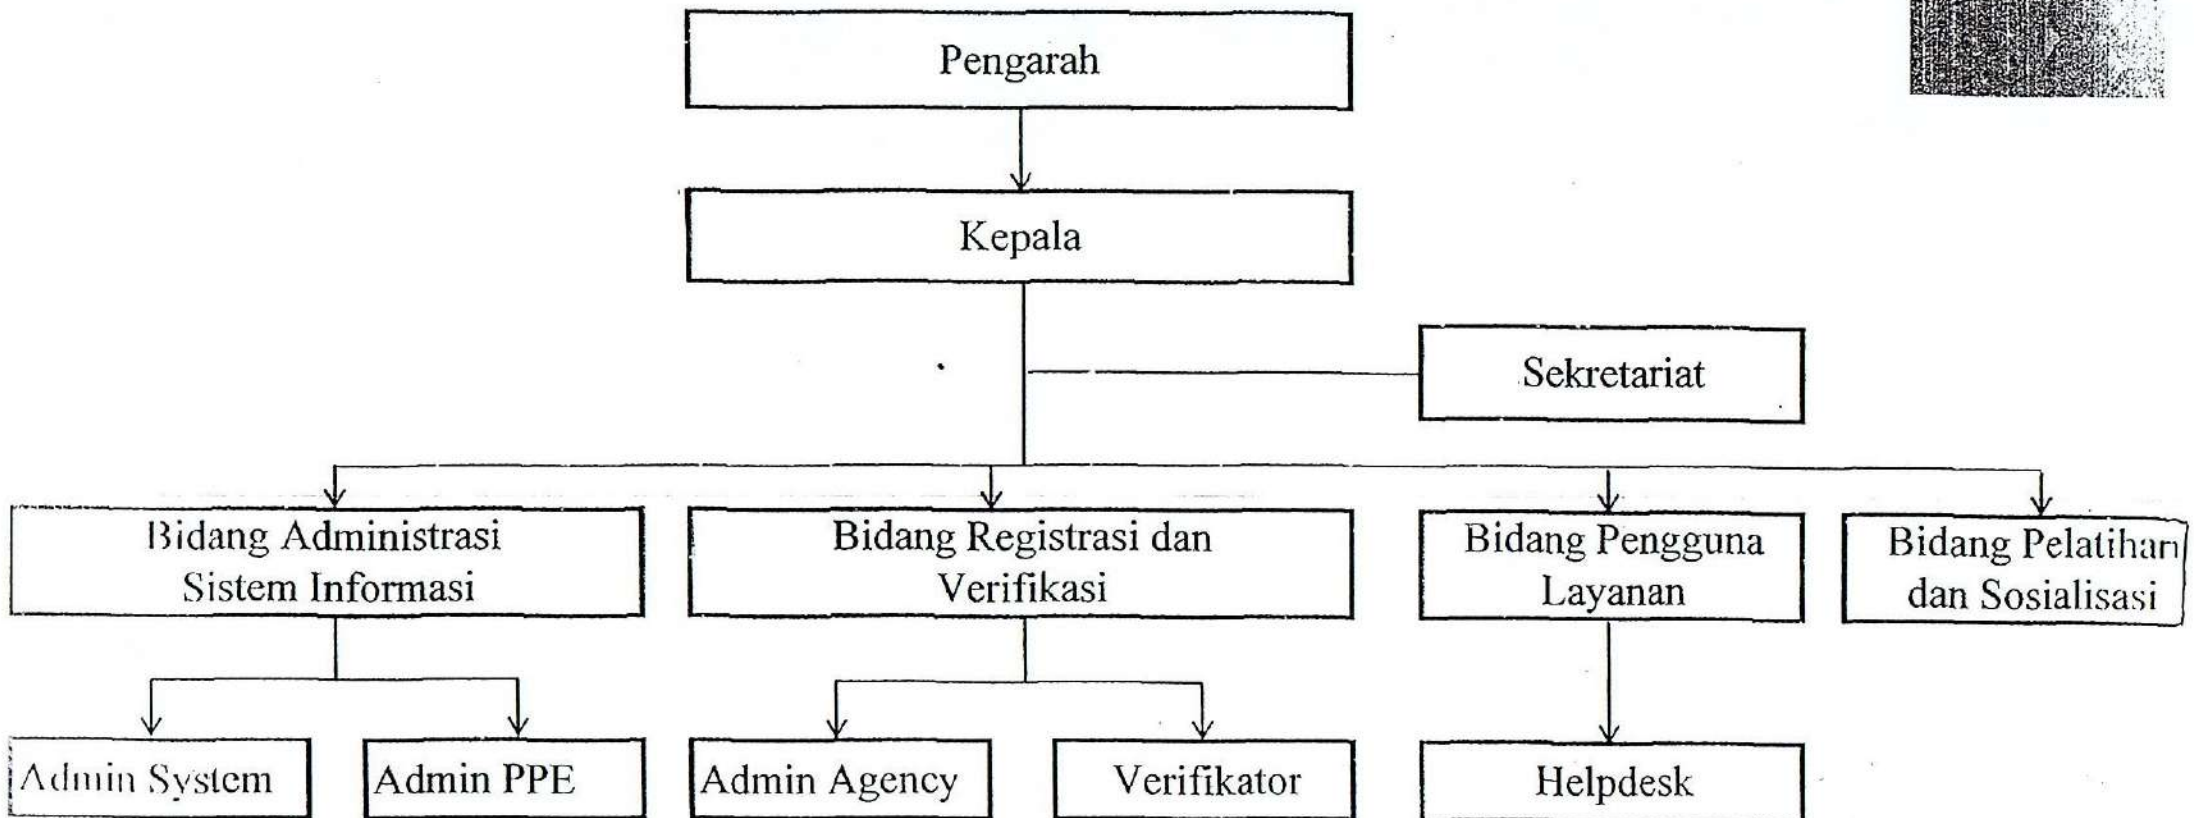 Pengarah
Kepala
Sekretariat
Bidang Administrasi
Sistem Informasi
Bidang Registrasi dan
Verifikasi
Bidang Pengguna
Layanan
Bidang Pelatihan
dan Sosialisasi
Admin System
Admin PPE
Admin Agency
Verifikator
Helpdesk